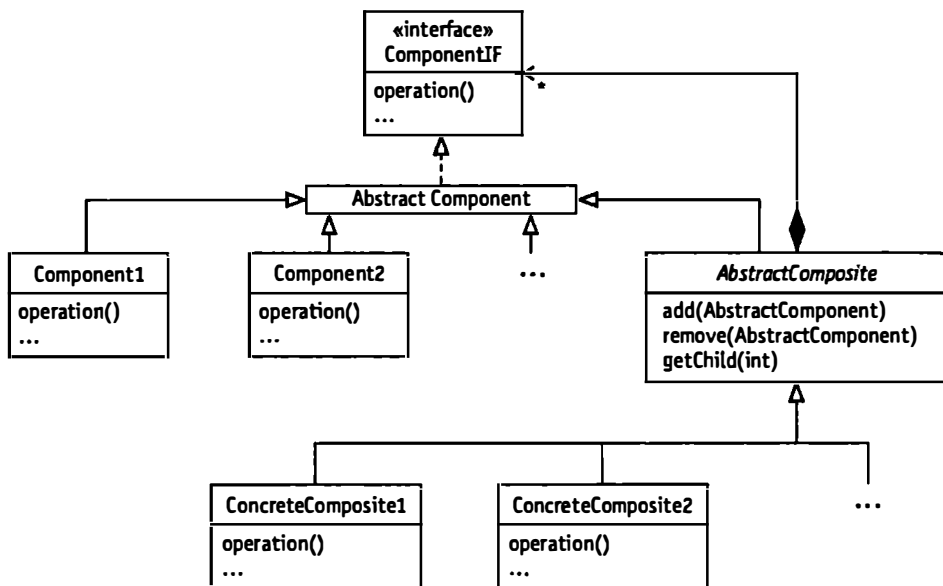 «interface»
ComponentIF
operation()
...
*
Abstract Component
Component1
operation()
...
Component2
operation()
...
...
AbstractComposite
add(AbstractComponent)
remove(AbstractComponent)
getChild(int)
ConcreteComposite1
operation()
...
ConcreteComposite2
operation()
...
...